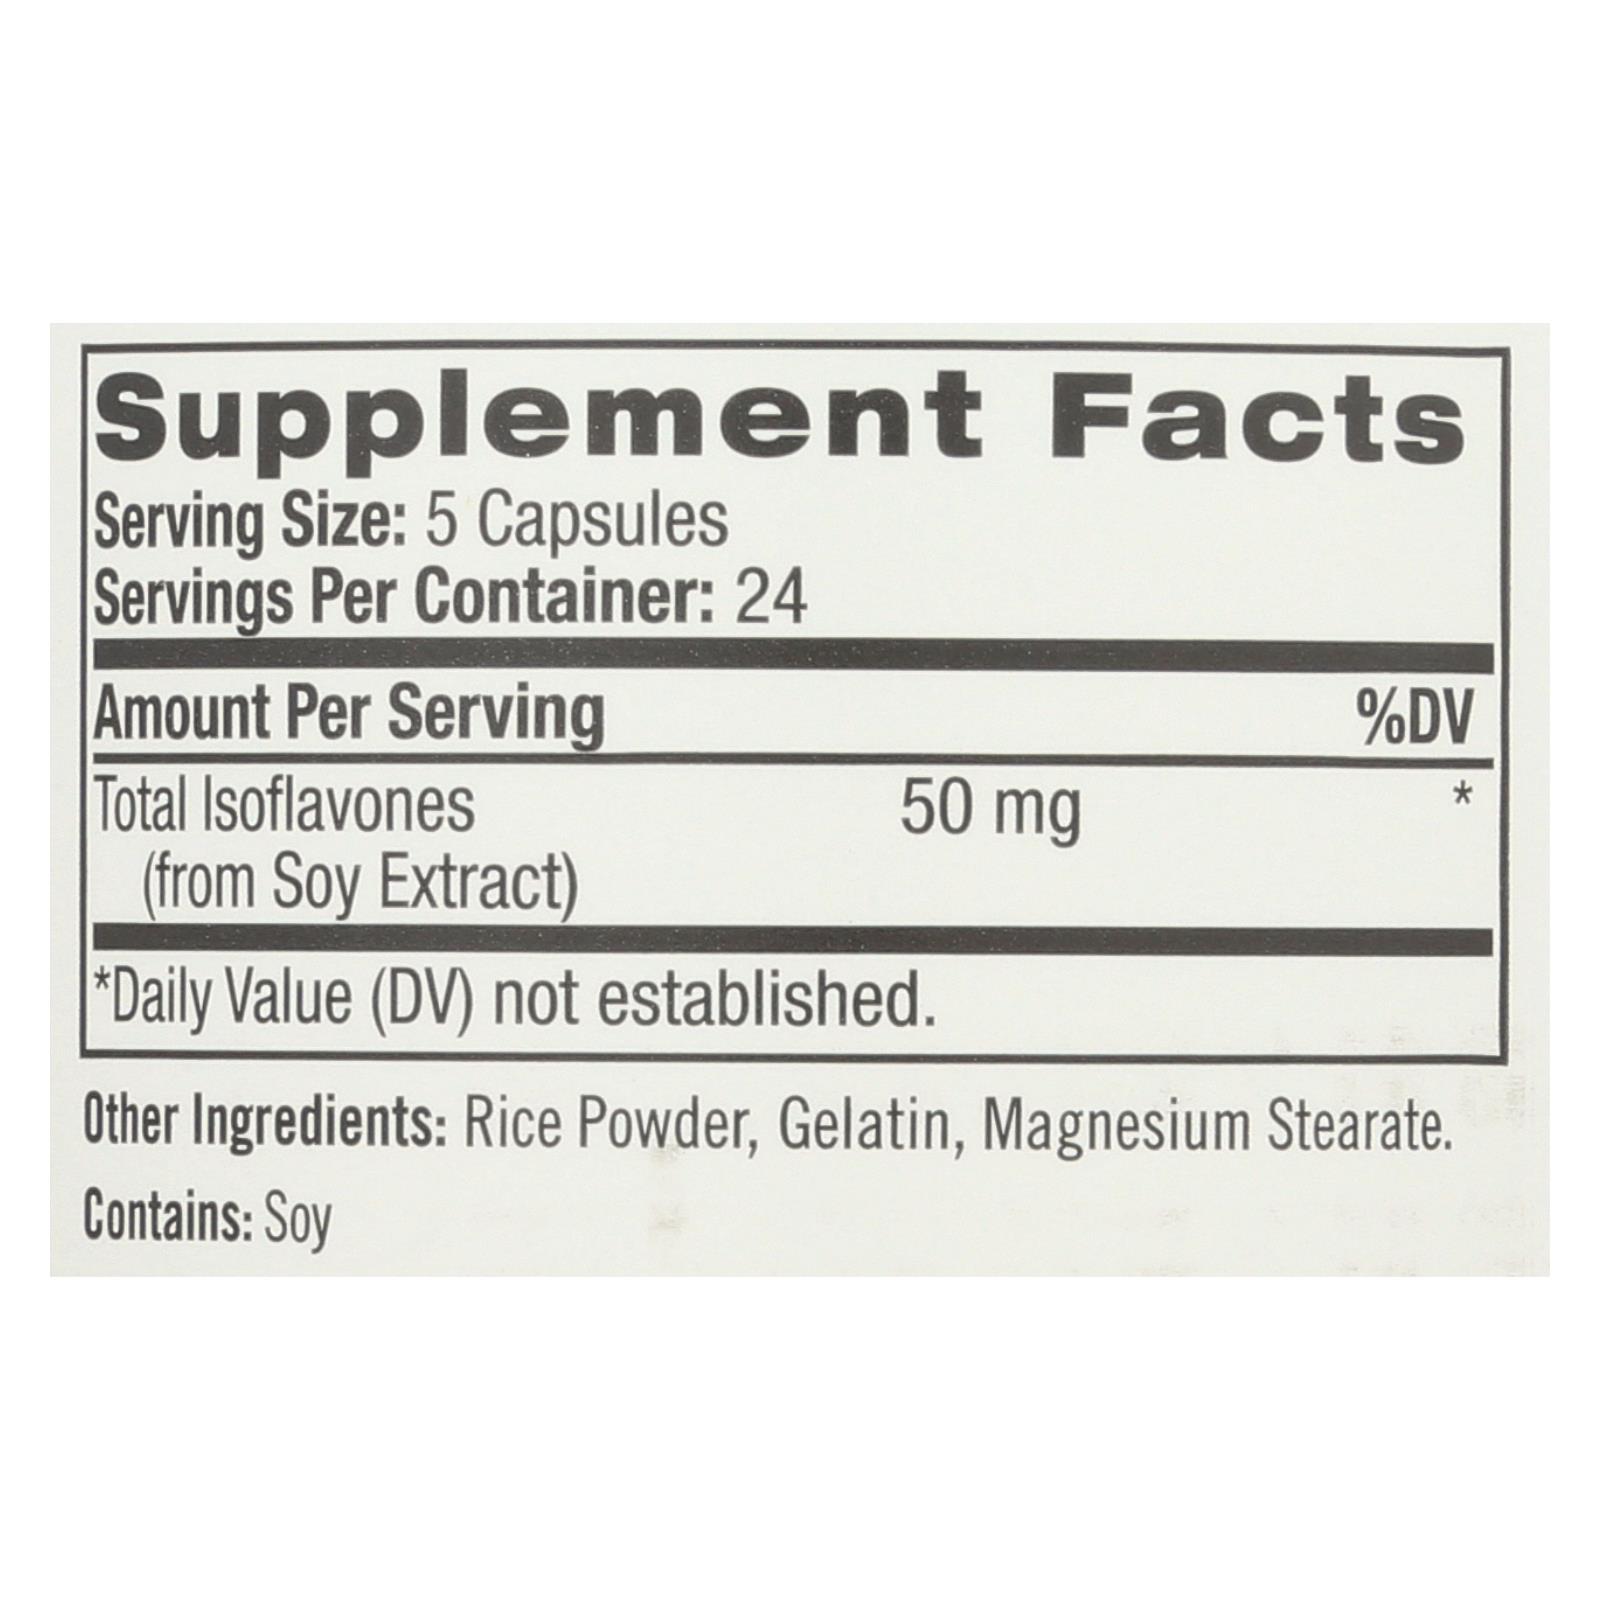 Supplement Facts
Serving Size: 5 Capsules
Servings Per Container: 24
Amount Per Serving %DV
Total Isoflavones 50 mg *
(from Soy Extract)
*Daily Value (DV) not established.
Other Ingredients: Rice Powder, Gelatin, Magnesium Stearate.
Contains: Soy